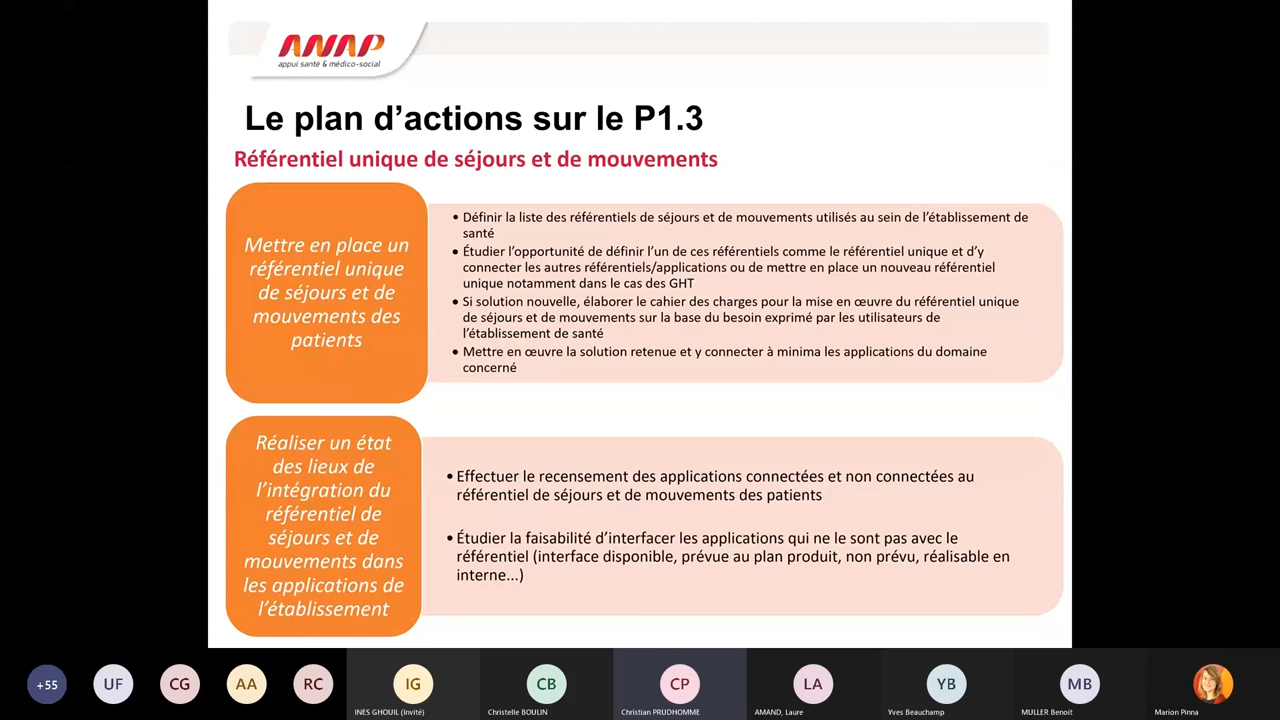 ANAP
appui santé & médico-social
Le plan d’actions sur le P1.3
Référentiel unique de séjours et de mouvements
Mettre en place un
référentiel unique
de séjours et de
mouvements des
patients
• Définir la liste des référentiels de séjours et de mouvements utilisés au sein de l’établissement de
santé
• Étudier l’opportunité de définir l’un de ces référentiels comme le référentiel unique et d’y
connecter les autres référentiels/applications ou de mettre en place un nouveau référentiel
unique notamment dans le cas des GHT
• Si solution nouvelle, élaborer le cahier des charges pour la mise en œuvre du référentiel unique
de séjours et de mouvements sur la base du besoin exprimé par les utilisateurs de
l’établissement de santé
• Mettre en œuvre la solution retenue et y connecter à minima les applications du domaine
concerné
Réaliser un état
des lieux de
l’intégration du
référentiel de
séjours et de
mouvements dans
les applications de
l’établissement
• Effectuer le recensement des applications connectées et non connectées au
référentiel de séjours et de mouvements des patients
• Étudier la faisabilité d’interfacer les applications qui ne le sont pas avec le
référentiel (interface disponible, prévue au plan produit, non prévu, réalisable en
interne...)
+55 UF CG AA RC IG CB CP LA YB MB
INES GHOUIL (Invité) Christelle BOULIN Christian PRUDHOMME AMAND, Laure Yves Beauchamp MULLER Benoit Marion Pinna